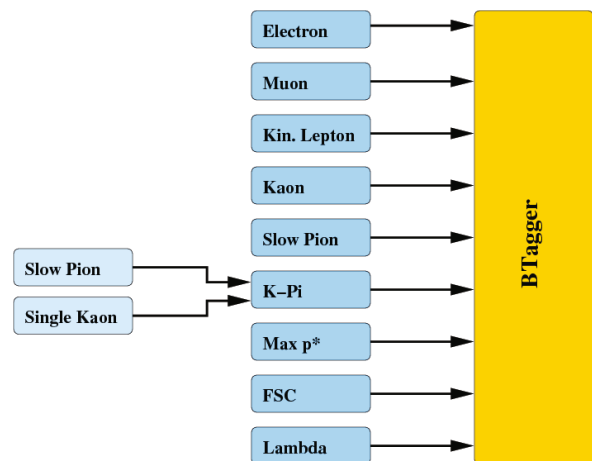 Electron
Muon
Kin. Lepton
Kaon
Slow Pion
Slow Pion
Single Kaon
K−Pi
Max p*
FSC
Lambda
BTagger